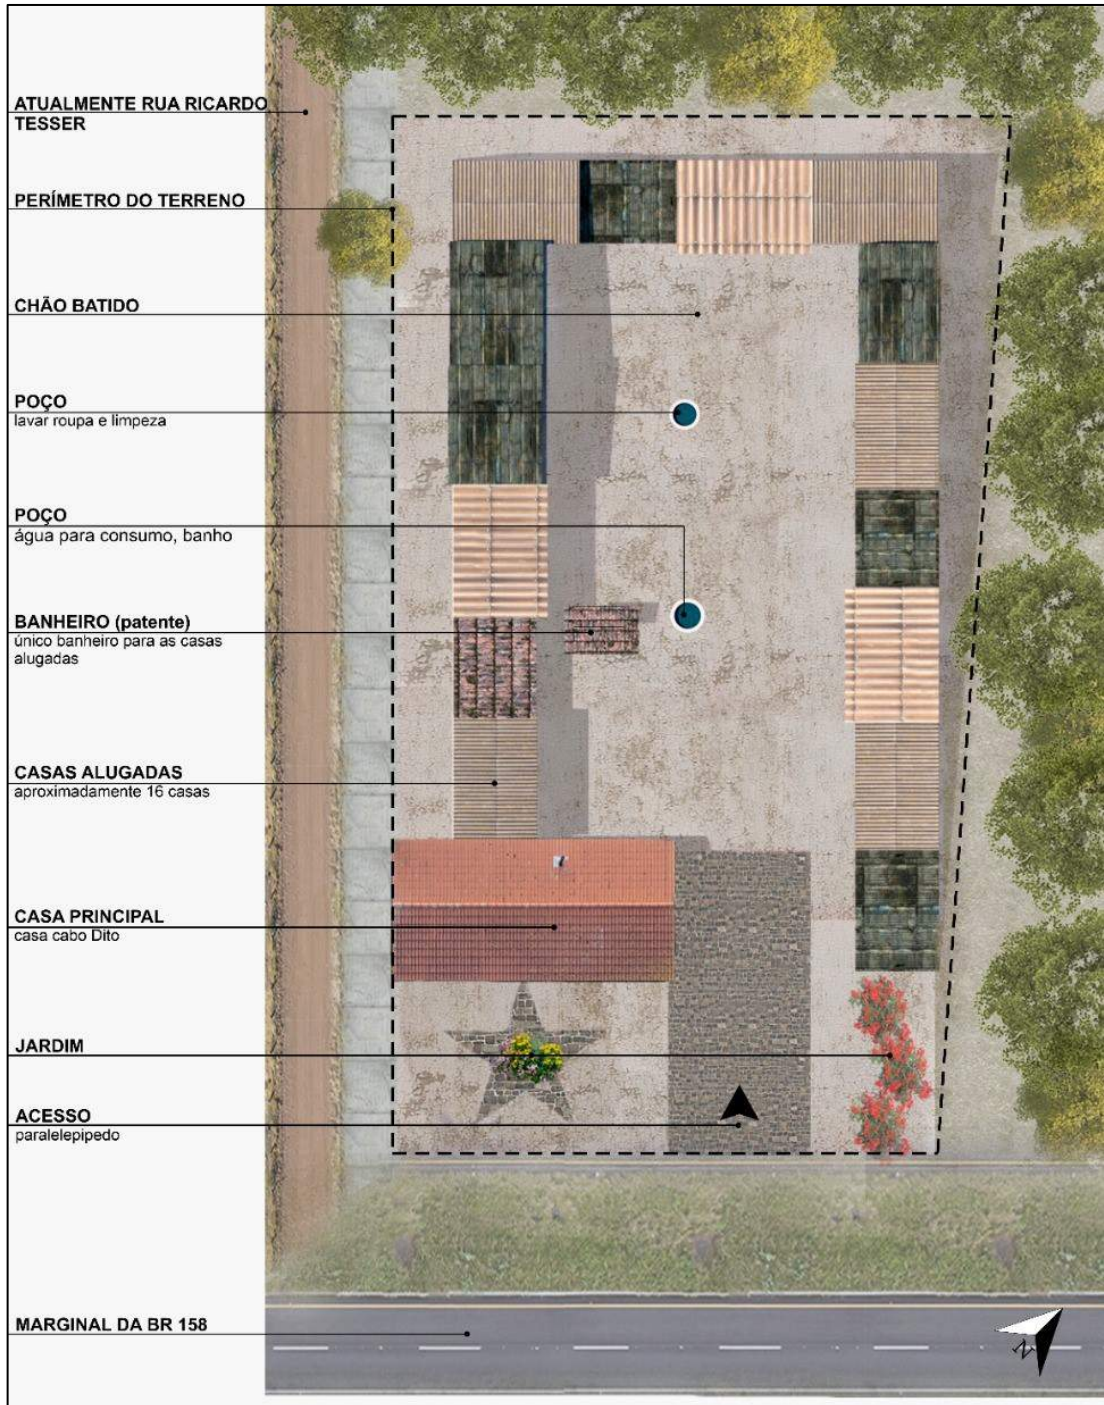 ATUALMENTE RUA RICARDO
TESSER
PERÍMETRO DO TERRENO
CHÃO BATIDO
POÇO
lavar roupa e limpeza
POÇO
água para consumo, banho
BANHEIRO (patente)
único banheiro para as casas
alugadas
CASAS ALUGADAS
aproximadamente 16 casas
CASA PRINCIPAL
casa cabo Dito
JARDIM
ACESSO
paralelepipedo
MARGINAL DA BR 158
N